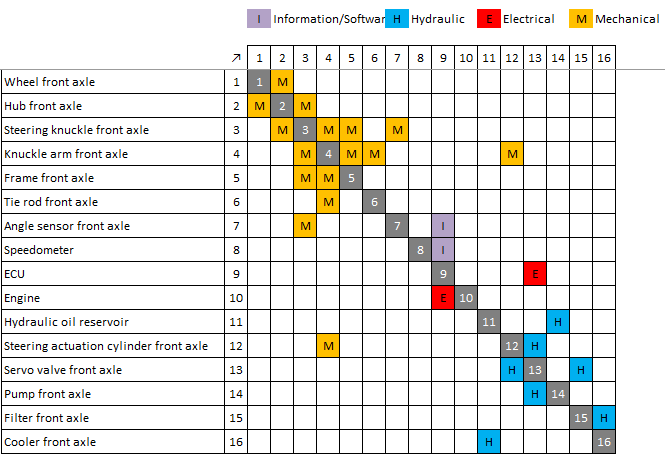 I Information/Softwar H Hydraulic E Electrical M Mechanical
↗ 1 2 3 4 5 6 7 8 9 10 11 12 13 14 15 16
Wheel front axle 1 1 M
Hub front axle 2 M 2 M
Steering knuckle front axle 3 M 3 M M M
Knuckle arm front axle 4 M 4 M M M
Frame front axle 5 M M 5
Tie rod front axle 6 M 6
Angle sensor front axle 7 M 7 I
Speedometer 8 8 I
ECU 9 9 E
Engine 10 E 10
Hydraulic oil reservoir 11 11 H
Steering actuation cylinder front axle 12 M 12 H
Servo valve front axle 13 H 13 H
Pump front axle 14 H 14
Filter front axle 15 15 H
Cooler front axle 16 H 16